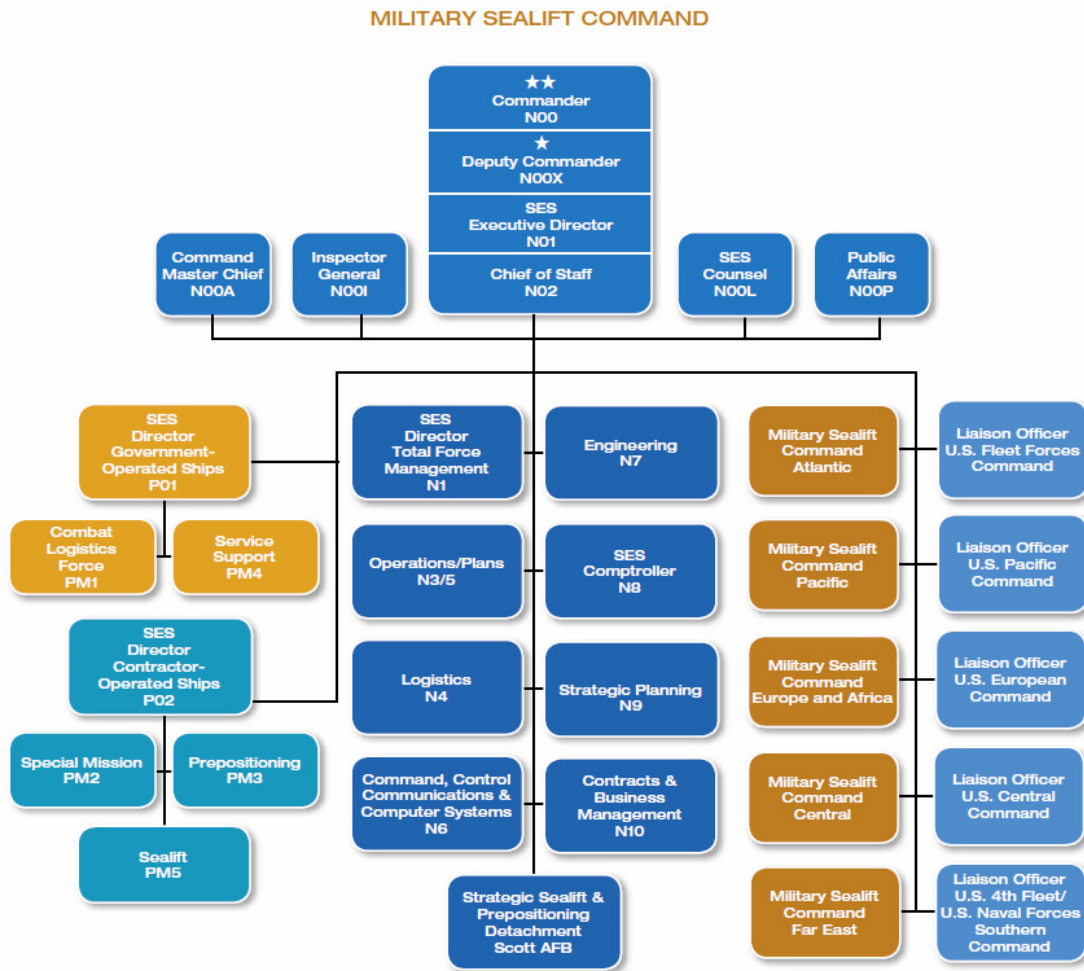 MILITARY SEALIFT COMMAND
★★
Commander
N00
★
Deputy Commander
N00X
SES
Executive Director
N01
Chief of Staff
N02
Command
Master Chief
N00A
Inspector
General
N00I
SES
Counsel
N00L
Public
Affairs
N00P
SES
Director
Government-
Operated Ships
P01
Combat
Logistics
Force
PM1
Service
Support
PM4
SES
Director
Contractor-
Operated Ships
P02
Special Mission
PM2
Prepositioning
PM3
Sealift
PM5
SES
Director
Total Force
Management
N1
Engineering
N7
Operations/Plans
N3/5
SES
Comptroller
N8
Logistics
N4
Strategic Planning
N9
Command, Control
Communications &
Computer Systems
N6
Contracts &
Business
Management
N10
Strategic Sealift &
Prepositioning
Detachment
Scott AFB
Military Sealift
Command
Atlantic
Liaison Officer
U.S. Fleet Forces
Command
Military Sealift
Command
Pacific
Liaison Officer
U.S. Pacific
Command
Military Sealift
Command
Europe and Africa
Liaison Officer
U.S. European
Command
Military Sealift
Command
Central
Liaison Officer
U.S. Central
Command
Military Sealift
Command
Far East
Liaison Officer
U.S. 4th Fleet/
U.S. Naval Forces
Southern
Command